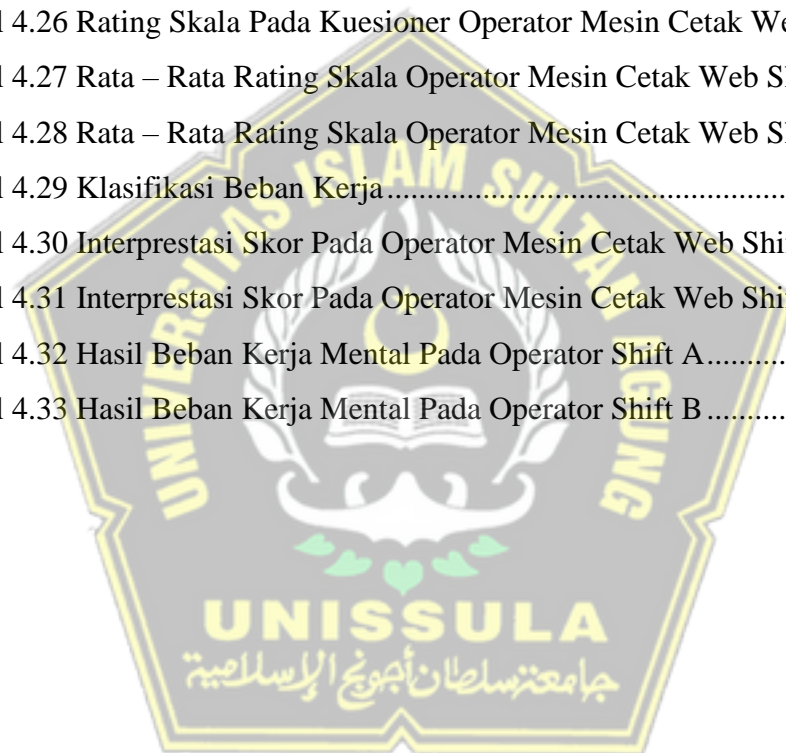 l 4.26 Rating Skala Pada Kuesioner Operator Mesin Cetak We
l 4.27 Rata – Rata Rating Skala Operator Mesin Cetak Web S
l 4.28 Rata – Rata Rating Skala Operator Mesin Cetak Web S
l 4.29 Klasifikasi Beban Kerja................................................
l 4.30 Interprestasi Skor Pada Operator Mesin Cetak Web Shi
l 4.31 Interprestasi Skor Pada Operator Mesin Cetak Web Shi
l 4.32 Hasil Beban Kerja Mental Pada Operator Shift A..........
l 4.33 Hasil Beban Kerja Mental Pada Operator Shift B..........
UNIVERSITAS ISLAM SULTAN AGUNG
UNISSULA
جامعة سلطان أجونج الإسلامية